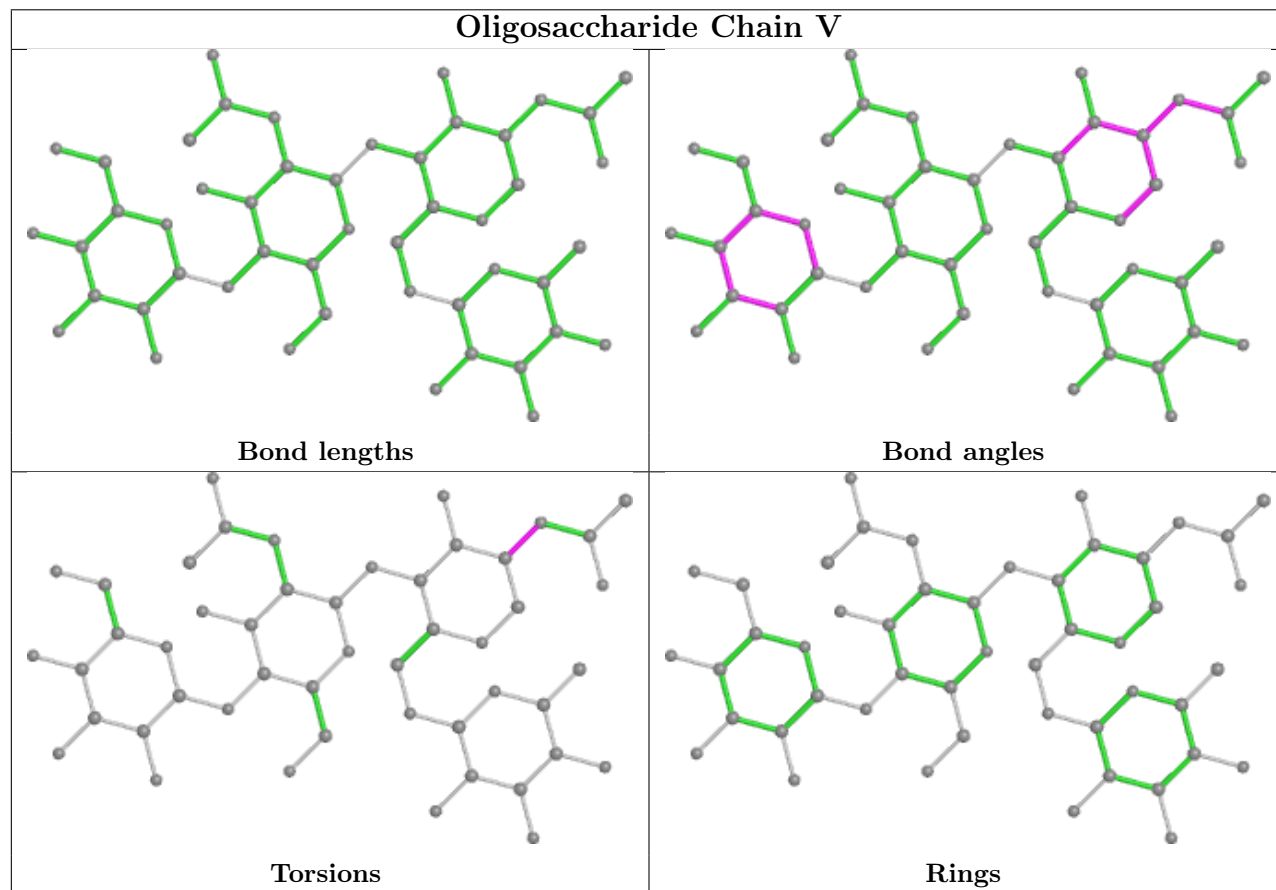 Oligosaccharide Chain V
Bond lengths
Bond angles
Torsions
Rings